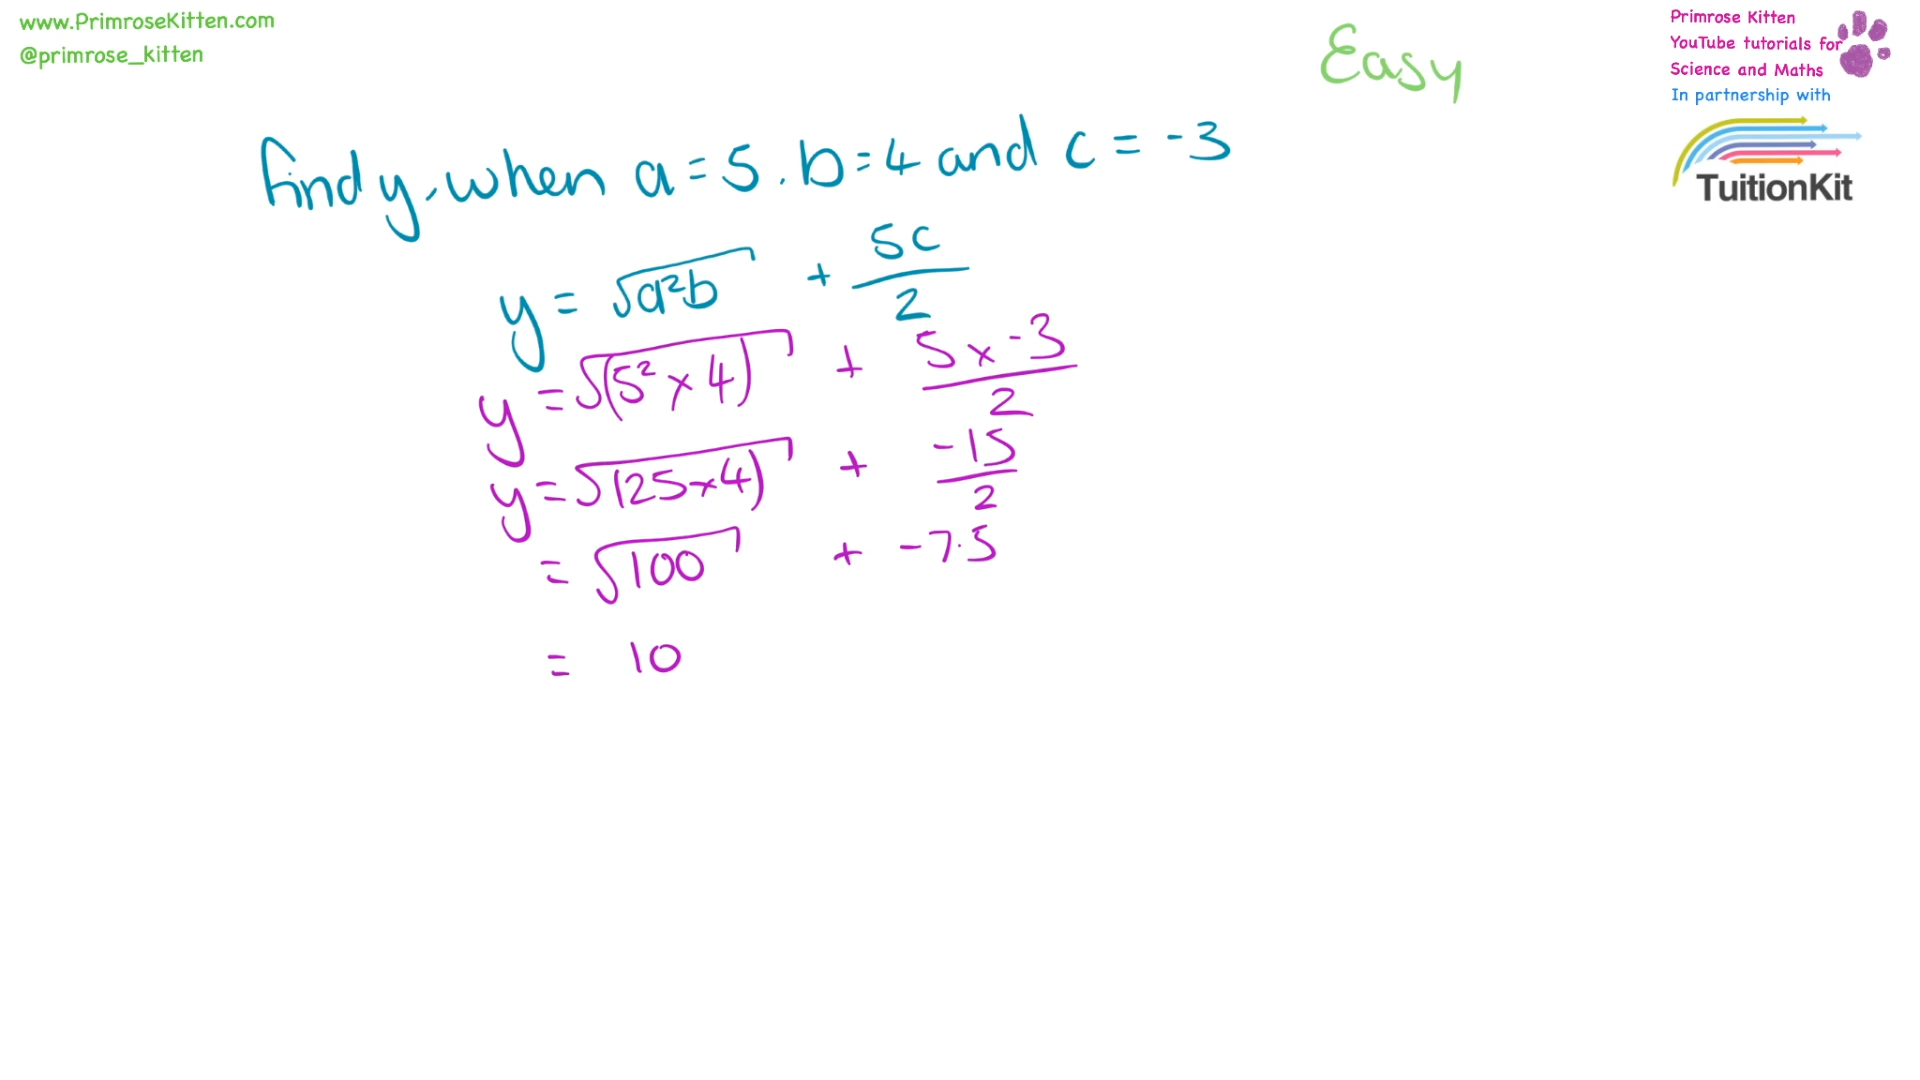 www.PrimroseKitten.com
@primrose_kitten
Easy
Primrose Kitten
YouTube tutorials for
Science and Maths
In partnership with
TuitionKit
find y, when a = 5, b = 4 and c = -3
y = √a²b + 5c/2
y = √(5² × 4) + 5 × -3/2
y = √(25 × 4) + -15/2
= √100 + -7.5
= 10